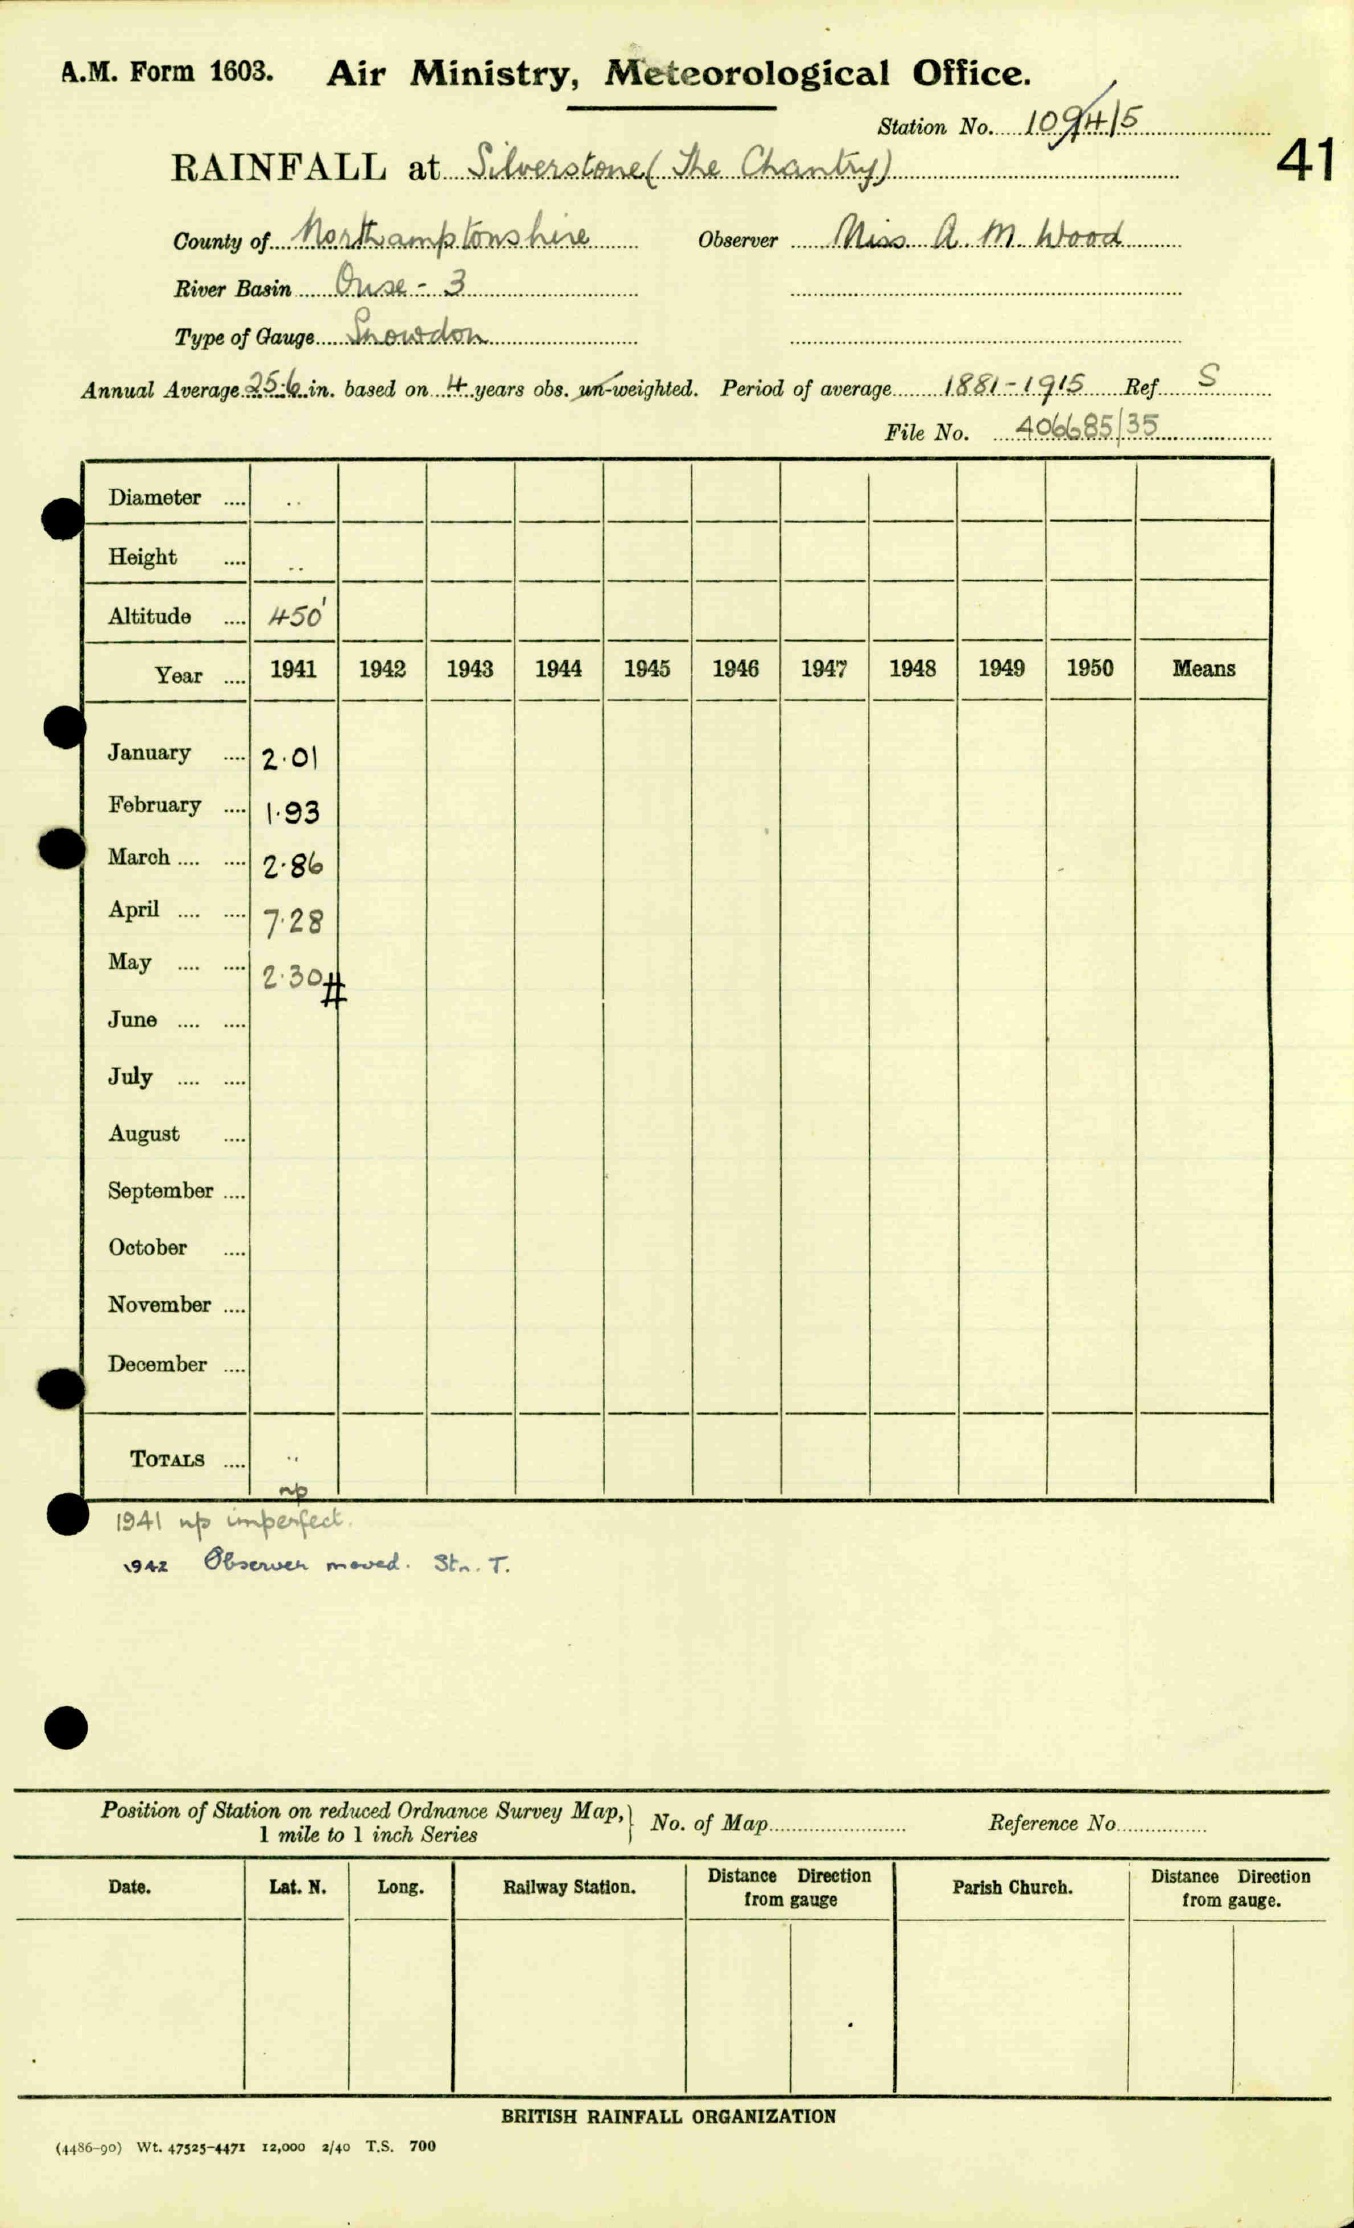 A.M. Form 1603. Air Ministry, Meteorological Office.
Station No. 1094/5
41
RAINFALL at Silverstone (The Chantry)
County of Northamptonshire Observer Miss A. M. Wood
River Basin Ouse - 3
Type of Gauge Snowdon
Annual Average 25.6 in. based on 4 years obs. un-weighted. Period of average 1881-1915 Ref S
File No. 406685/35
Diameter .... ..
Height .... ..
Altitude .... 450'
Year .... 1941 1942 1943 1944 1945 1946 1947 1948 1949 1950 Means
January .... 2.01
February .... 1.93
March .... .... 2.86
April .... .... 7.28
May .... .... 2.30#
June .... ....
July .... ....
August ....
September ....
October ....
November ....
December ....
TOTALS .... ..
np
1941 np imperfect.
1942 Observer moved. Stn. T.
Position of Station on reduced Ordnance Survey Map, } No. of Map Reference No
1 mile to 1 inch Series
Date. Lat. N. Long. Railway Station. Distance Direction from gauge Parish Church. Distance Direction from gauge.
BRITISH RAINFALL ORGANIZATION
(4486-90) Wt. 47525-4471 12,000 2/40 T.S. 700